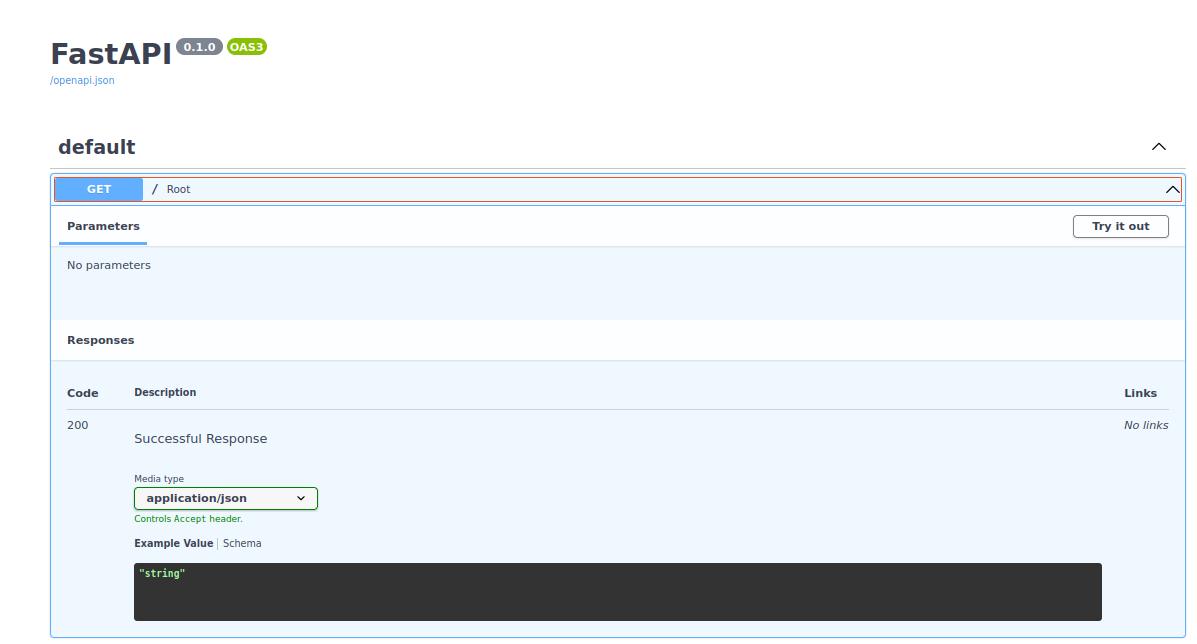 FastAPI 0.1.0 OAS3
/openapi.json
default
GET / Root
Parameters Try it out
No parameters
Responses
Code Description Links
200 Successful Response No links
Media type
application/json
Controls Accept header.
Example Value Schema
"string"